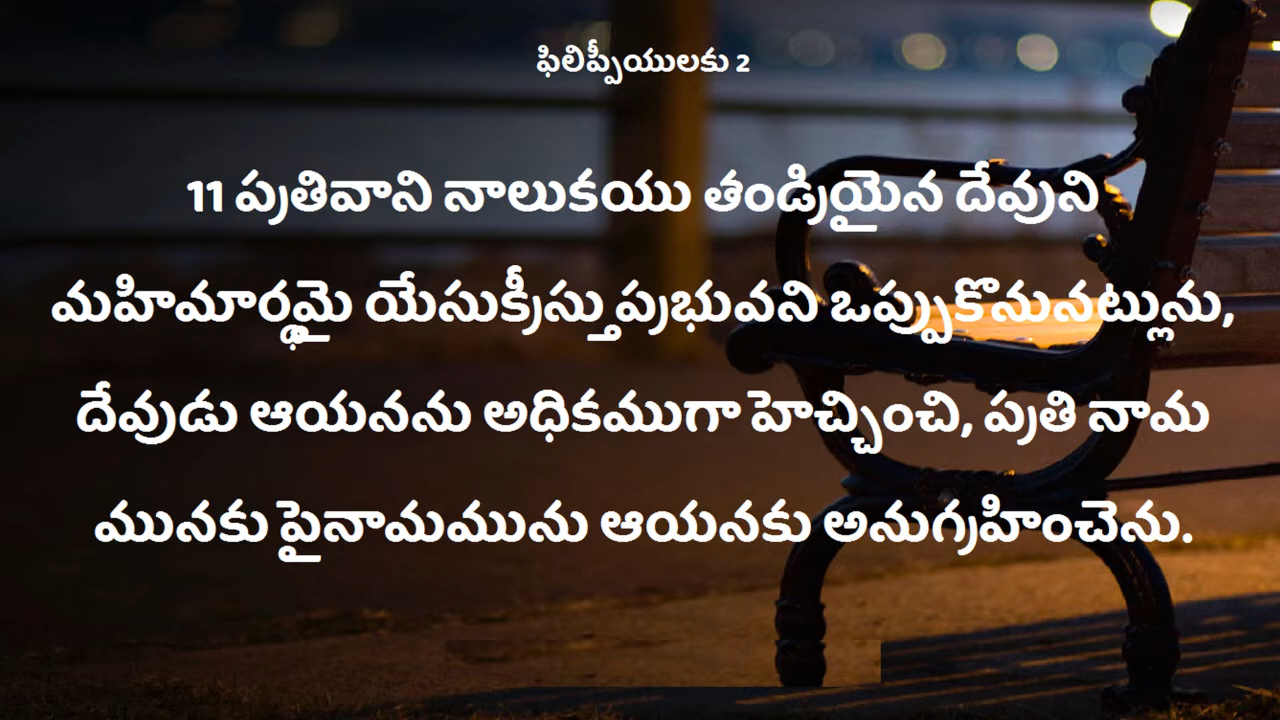 ఫిలిప్పీయులకు 2
11 ప్రతివాని నాలుకయు తండ్రియైన దేవుని
మహిమార్థమై యేసుక్రీస్తుప్రభువని ఒప్పుకొనునట్లును,
దేవుడు ఆయనను అధికముగా హెచ్చించి, ప్రతి నామ
మునకు పైనామమును ఆయనకు అనుగ్రహించెను.